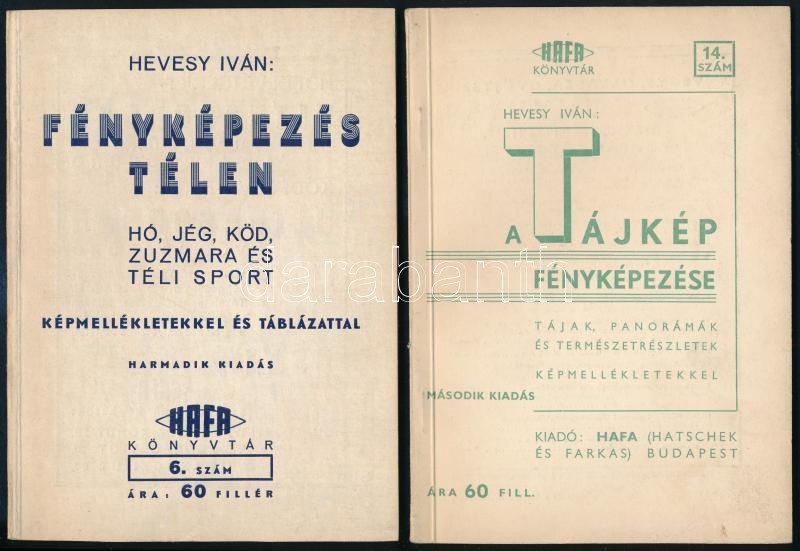 HEVESY IVÁN:
FÉNYKÉPEZÉS
TÉLEN
HÓ, JÉG, KÖD,
ZUZMARA ÉS
TÉLI SPORT
KÉPMELLÉKLETEKKEL ÉS TÁBLÁZATTAL
HARMADIK KIADÁS
HAFA
KÖNYVTÁR
6. SZÁM
ÁRA: 60 FILLÉR
HAFA
KÖNYVTÁR
14.
SZÁM
HEVESY IVÁN:
A TÁJKÉP
FÉNYKÉPEZÉSE
TÁJAK, PANORÁMÁK
ÉS TERMÉSZETRÉSZLETEK
KÉPMELLÉKLETEKKEL
MÁSODIK KIADÁS
KIADÓ: HAFA (HATSCHEK
ÉS FARKAS) BUDAPEST
ÁRA 60 FILL.
darabanth